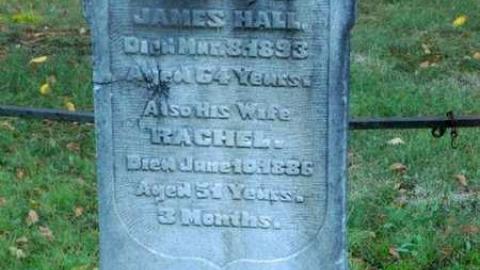 JAMES HALL.
DIED MAR.8.1893
AGED 64 YEARS.
ALSO HIS WIFE
RACHEL.
DIED JUNE 10.1886
AGED 51 YEARS.
3 MONTHS.